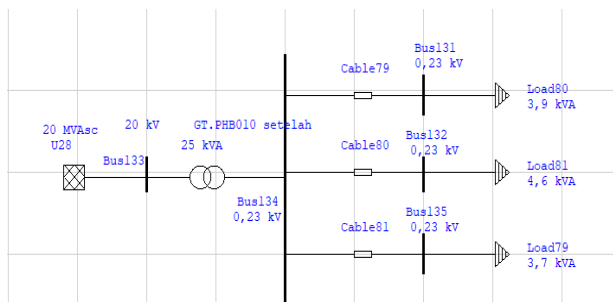 20 MVAsc
U28
Bus133
20 kV
GT.PHB010 setelah
25 kVA
Bus134
0,23 kV
Cable79
Bus131
0,23 kV
Load80
3,9 kVA
Cable80
Bus132
0,23 kV
Load81
4,6 kVA
Cable81
Bus135
0,23 kV
Load79
3,7 kVA